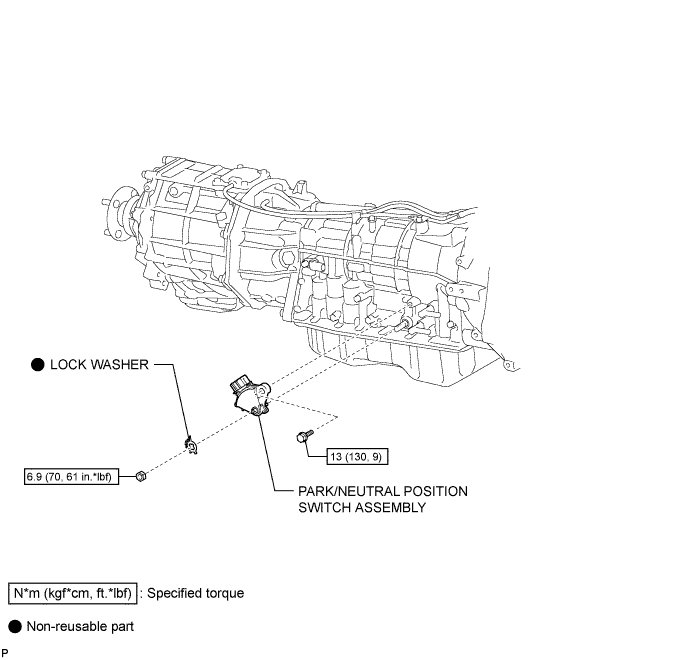 LOCK WASHER
13 (130, 9)
6.9 (70, 61 in.*lbf)
PARK/NEUTRAL POSITION
SWITCH ASSEMBLY
N*m (kgf*cm, ft.*lbf) : Specified torque
Non-reusable part
P